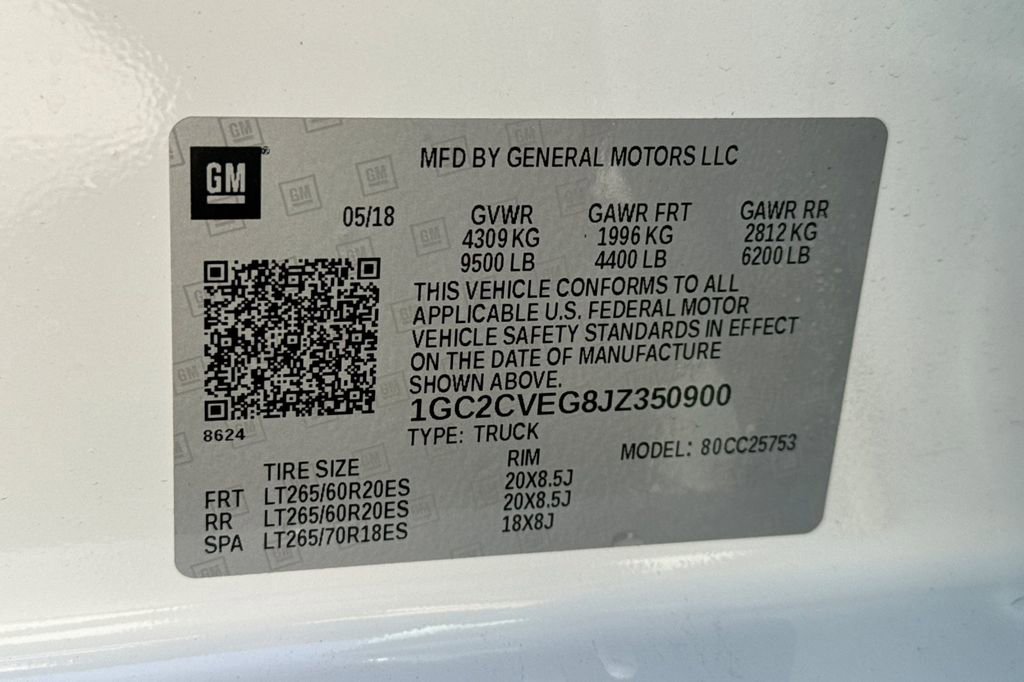 GM
MFD BY GENERAL MOTORS LLC
05/18 GVWR GAWR FRT GAWR RR
4309 KG 1996 KG 2812 KG
9500 LB 4400 LB 6200 LB
THIS VEHICLE CONFORMS TO ALL
APPLICABLE U.S. FEDERAL MOTOR
VEHICLE SAFETY STANDARDS IN EFFECT
ON THE DATE OF MANUFACTURE
SHOWN ABOVE.
1GC2CVEG8JZ350900
8624
TYPE: TRUCK
MODEL: 80CC25753
TIRE SIZE RIM
FRT LT265/60R20ES 20X8.5J
RR LT265/60R20ES 20X8.5J
SPA LT265/70R18ES 18X8J